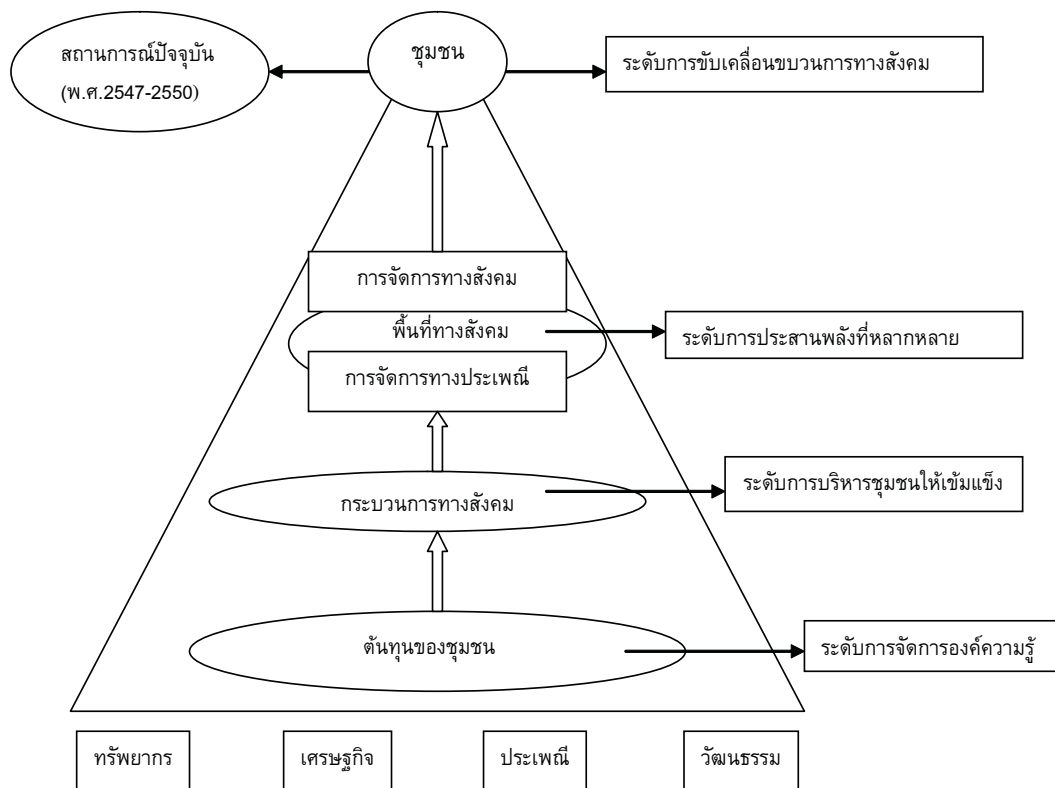 สถานการณ์ปัจจุบัน
(พ.ศ.2547-2550)
ชุมชน
ระดับการขับเคลื่อนขบวนการทางสังคม
การจัดการทางสังคม
พื้นที่ทางสังคม
ระดับการประสานพลังที่หลากหลาย
การจัดการทางประเพณี
ระดับการบริหารชุมชนให้เข้มแข็ง
กระบวนการทางสังคม
ต้นทุนของชุมชน
ระดับการจัดการองค์ความรู้
ทรัพยากร
เศรษฐกิจ
ประเพณี
วัฒนธรรม